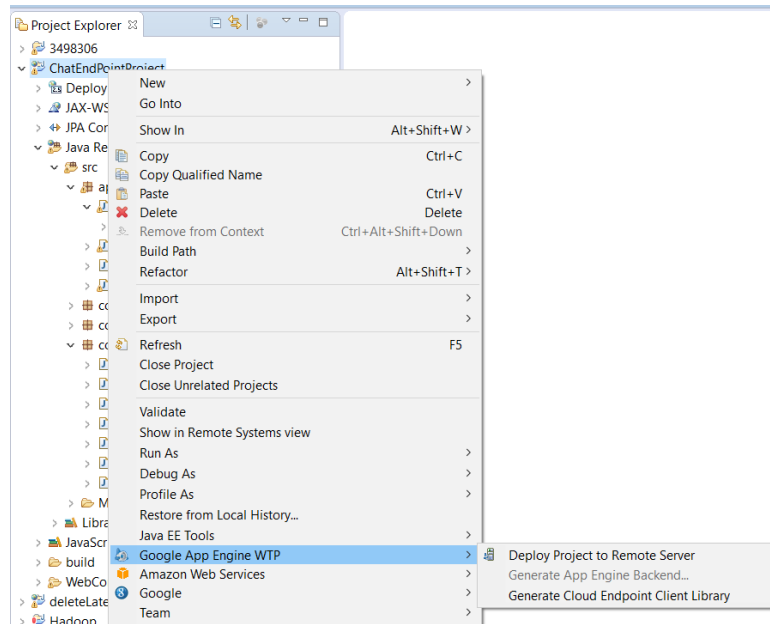 Project Explorer
3498306
ChatEndPointProject
Deploy
JAX-WS
JPA Cor
Java Re
src
New
Go Into
Show In Alt+Shift+W
Copy Ctrl+C
Copy Qualified Name
Paste Ctrl+V
Delete Delete
Remove from Context Ctrl+Alt+Shift+Down
Build Path
Refactor Alt+Shift+T
Import
Export
Refresh F5
Close Project
Close Unrelated Projects
Validate
Show in Remote Systems view
Run As
Debug As
Profile As
Restore from Local History...
Java EE Tools
Google App Engine WTP
Amazon Web Services
Google
Team
Libra
JavaScr
build
WebCo
deleteLate
Hadoop
Deploy Project to Remote Server
Generate App Engine Backend...
Generate Cloud Endpoint Client Library